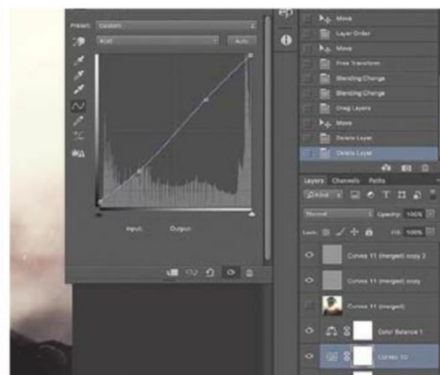 Preset: Custom
RGB
Auto
Input:
Output:
Move
Layer Order
Move
Free Transform
Blending Change
Blending Change
Drag Layers
Move
Delete Layer
Delete Layer
Layers Channels Paths
Kind
Normal
Opacity: 100%
Lock:
Fill: 100%
Curves 11 (merged) copy 2
Curves 11 (merged) copy
Curves 11 (merged)
Color Balance 1
Curves 10